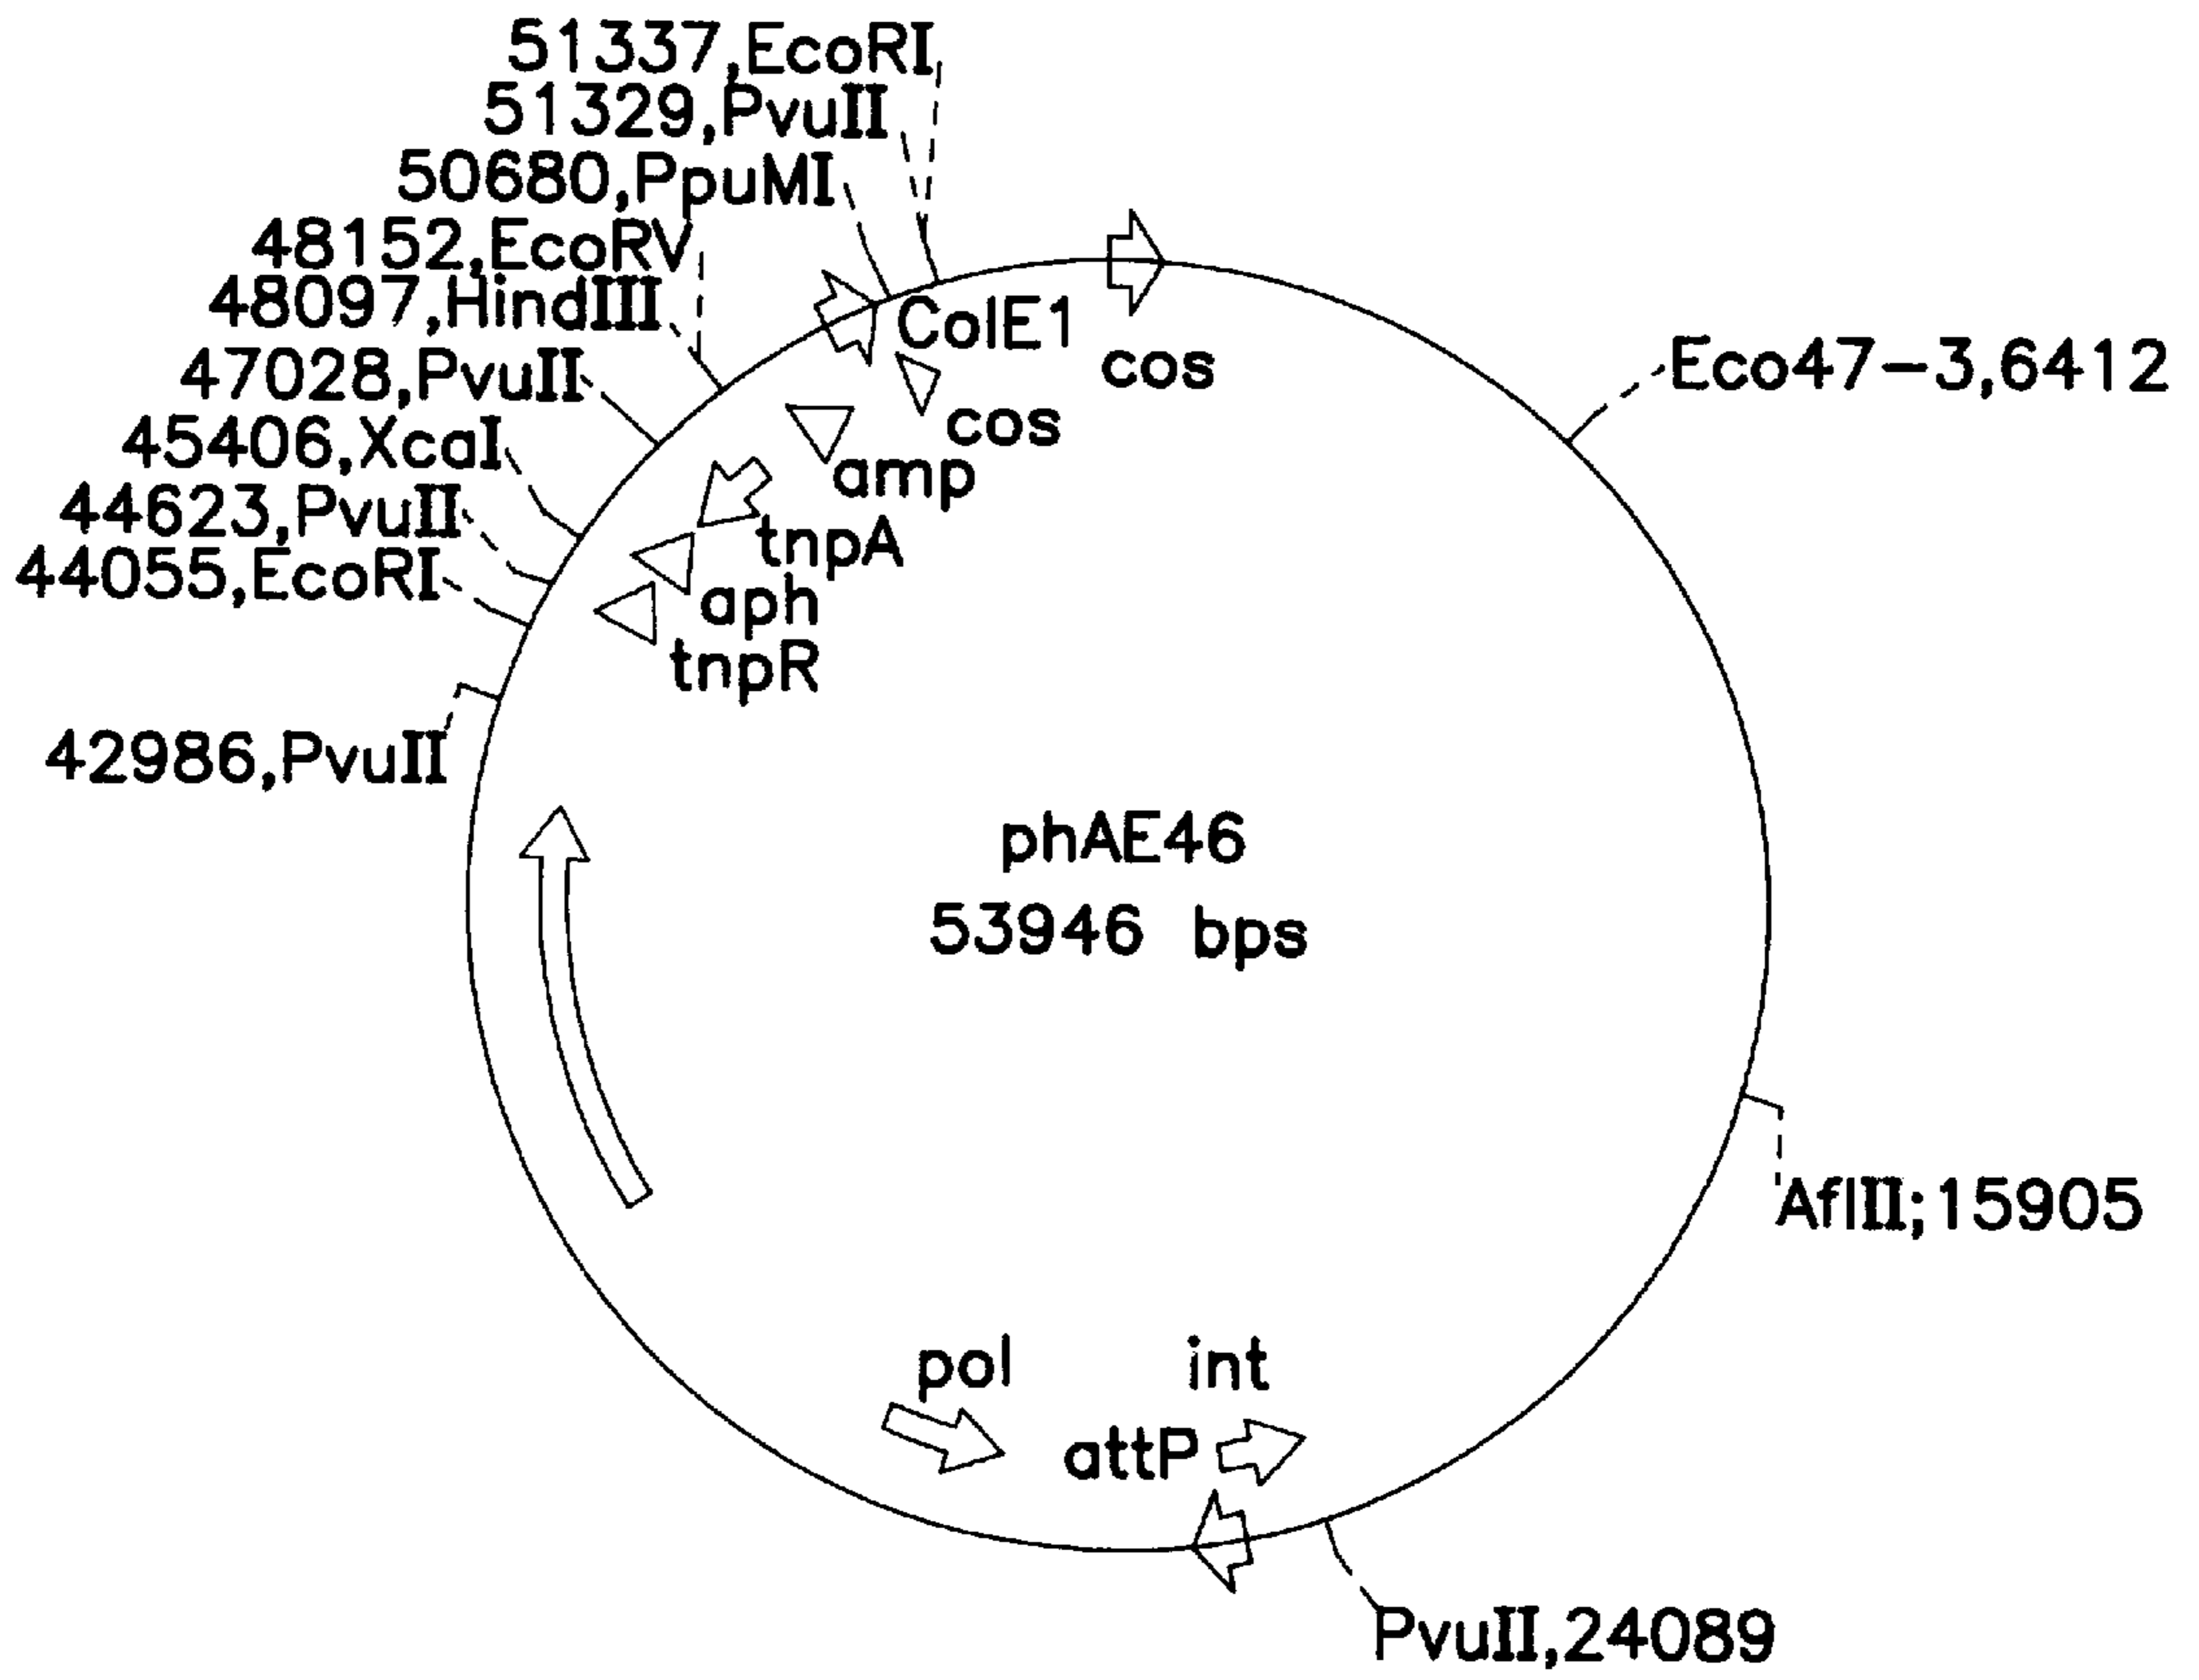 51337,EcoRI
51329,PvuII
50680,PpuMI
48152,EcoRV
48097,HindIII
47028,PvuII
45406,XcaI
44623,PvuII
44055,EcoRI
42986,PvuII
ColE1
cos
cos
amp
tnpA
aph
tnpR
Eco47-3,6412
phAE46
53946 bps
AflII;15905
pol
int
attP
PvuII,24089